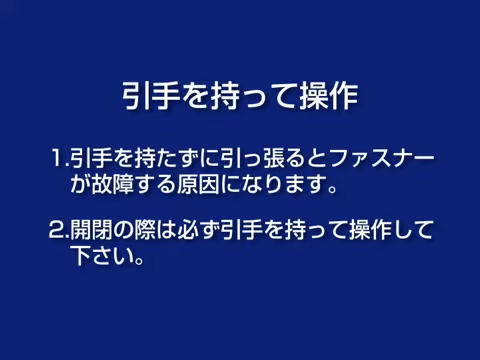 引手を持って操作
1.引手を持たずに引っ張るとファスナー
が故障する原因になります。
2.開閉の際は必ず引手を持って操作して
下さい。